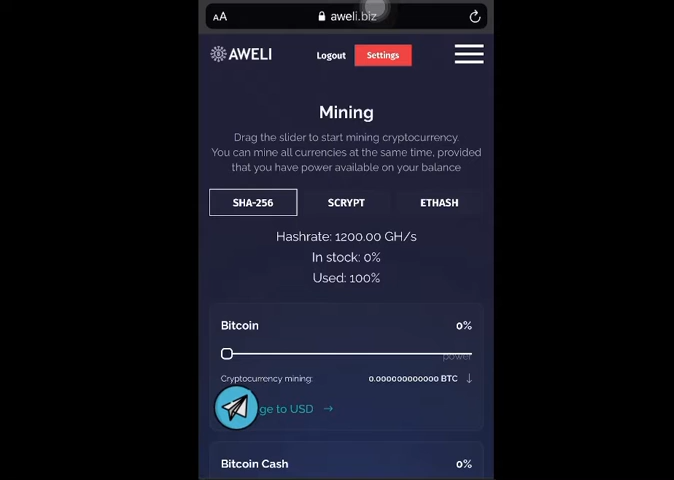 AA aweli.biz
AWELI Logout Settings
Mining
Drag the slider to start mining cryptocurrency.
You can mine all currencies at the same time, provided
that you have power available on your balance
SHA-256 SCRYPT ETHASH
Hashrate: 1200.00 GH/s
In stock: 0%
Used: 100%
Bitcoin 0%
power
Cryptocurrency mining: 0.000000000000 BTC ↓
ge to USD →
Bitcoin Cash 0%